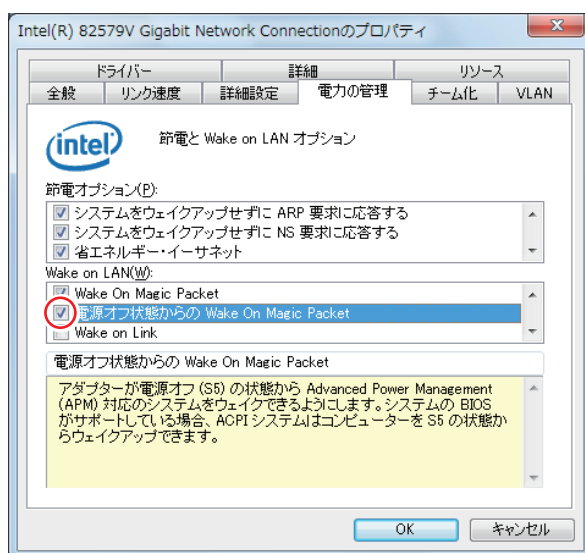 Intel(R) 82579V Gigabit Network Connectionのプロパティ
ドライバー 詳細 リソース
全般 リンク速度 詳細設定 電力の管理 チーム化 VLAN
intel 節電と Wake on LAN オプション
節電オプション(P):
システムをウェイクアップせずに ARP 要求に応答する
システムをウェイクアップせずに NS 要求に応答する
省エネルギー・イーサネット
Wake on LAN(W):
Wake On Magic Packet
電源オフ状態からの Wake On Magic Packet
Wake on Link
電源オフ状態からの Wake On Magic Packet
アダプターが電源オフ (S5) の状態から Advanced Power Management
(APM) 対応のシステムをウェイクできるようにします。システムの BIOS
がサポートしている場合、ACPI システムはコンピューターを S5 の状態か
らウェイクアップできます。
OK キャンセル